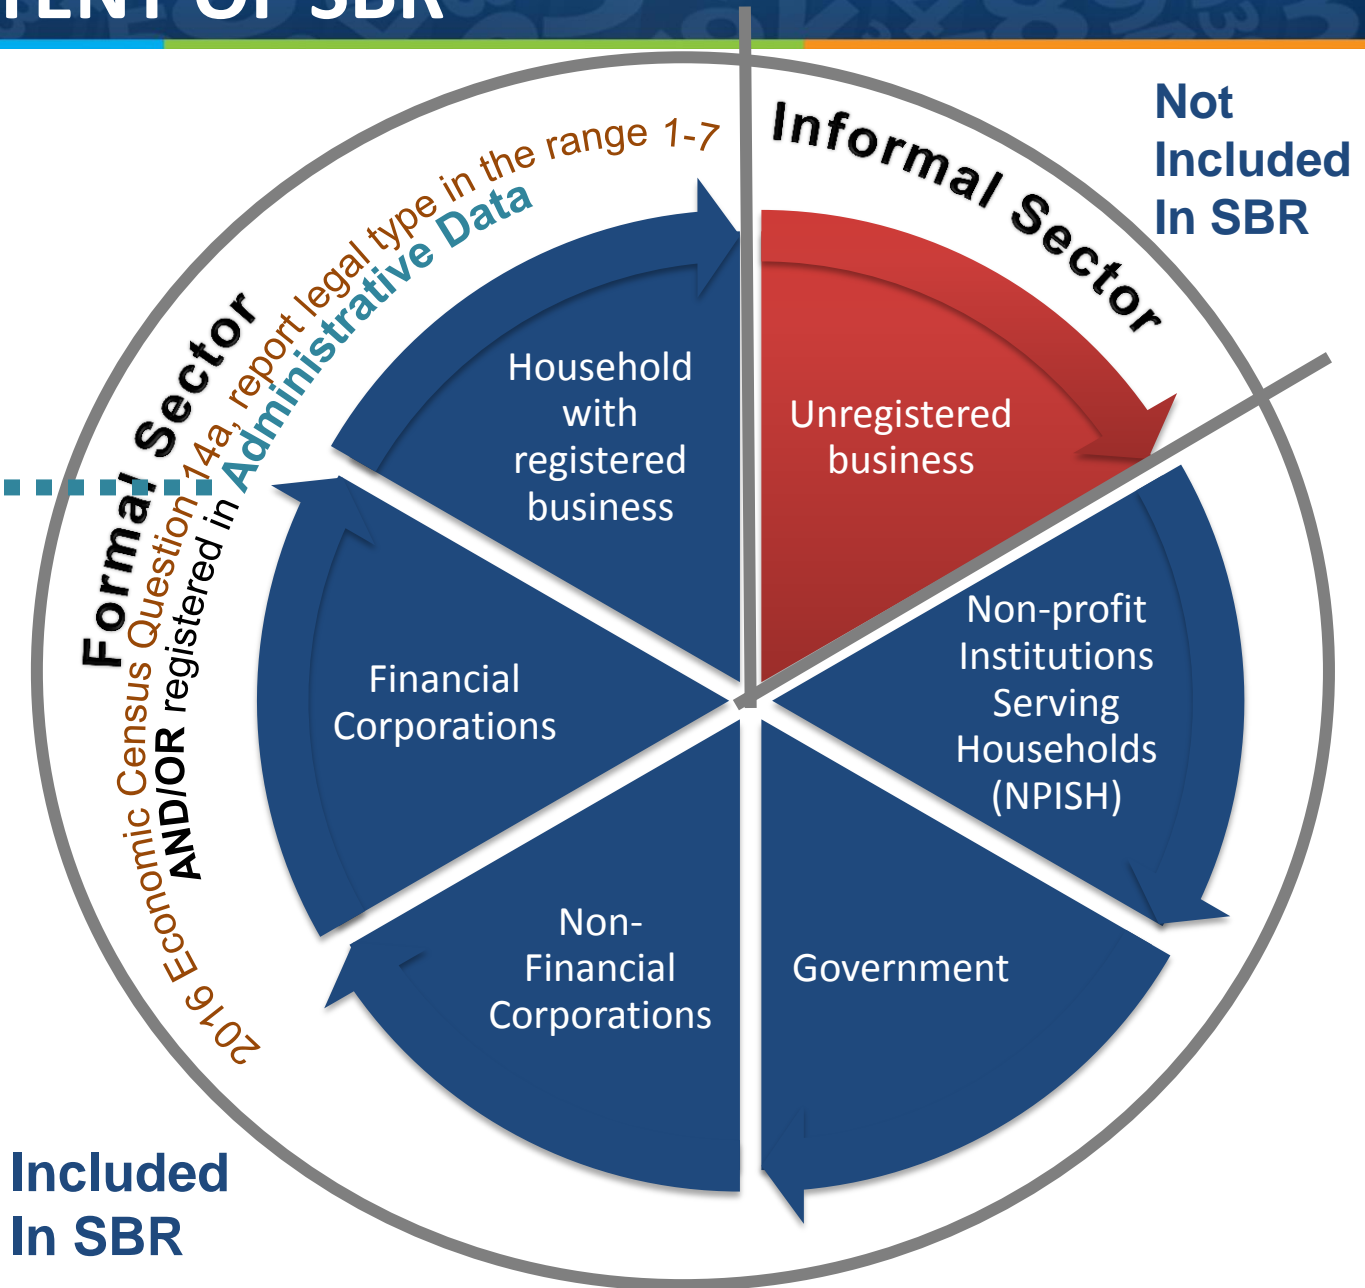 TENT OF SBR
Not
Included
In SBR
Informal Sector
Formal Sector
2016 Economic Census Question 14a, report legal type in the range 1-7
AND/OR registered in Administrative Data
Household
with
registered
business
Unregistered
business
Non-profit
Institutions
Serving
Households
(NPISH)
Financial
Corporations
Non-
Financial
Corporations
Government
Included
In SBR